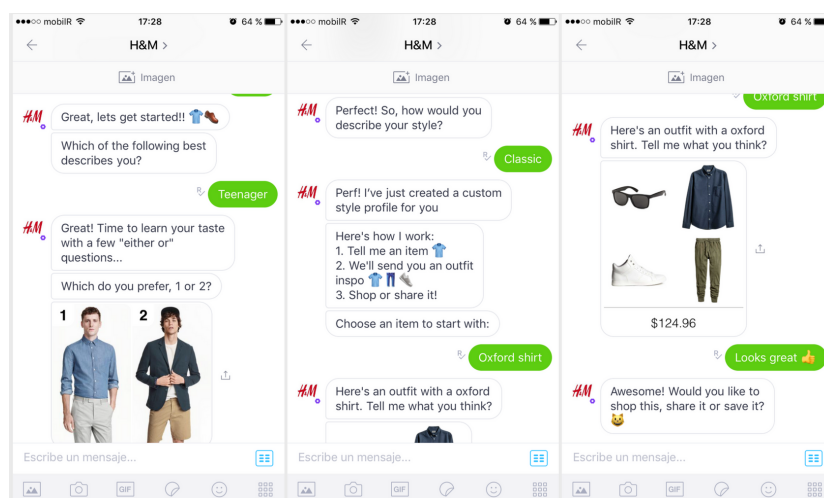 mobilR 17:28 64 %
H&M >
Imagen
H&M Great, lets get started!! 👕👞
Which of the following best
describes you?
R Teenager
H&M Great! Time to learn your taste
with a few "either or"
questions...
Which do you prefer, 1 or 2?
1 2
Escribe un mensaje...
GIF
mobilR 17:28 64 %
H&M >
Imagen
H&M Perfect! So, how would you
describe your style?
R Classic
H&M Perf! I've just created a custom
style profile for you
Here's how I work:
1. Tell me an item 👕
2. We'll send you an outfit
inspo 👕👖👟
3. Shop or share it!
Choose an item to start with:
R Oxford shirt
H&M Here's an outfit with a oxford
shirt. Tell me what you think?
Escribe un mensaje...
GIF
mobilR 17:28 64 %
H&M >
Imagen
Oxford shirt
H&M Here's an outfit with a oxford
shirt. Tell me what you think?
$124.96
R Looks great 👍
H&M Awesome! Would you like to
shop this, share it or save it?
😺
Escribe un mensaje...
GIF